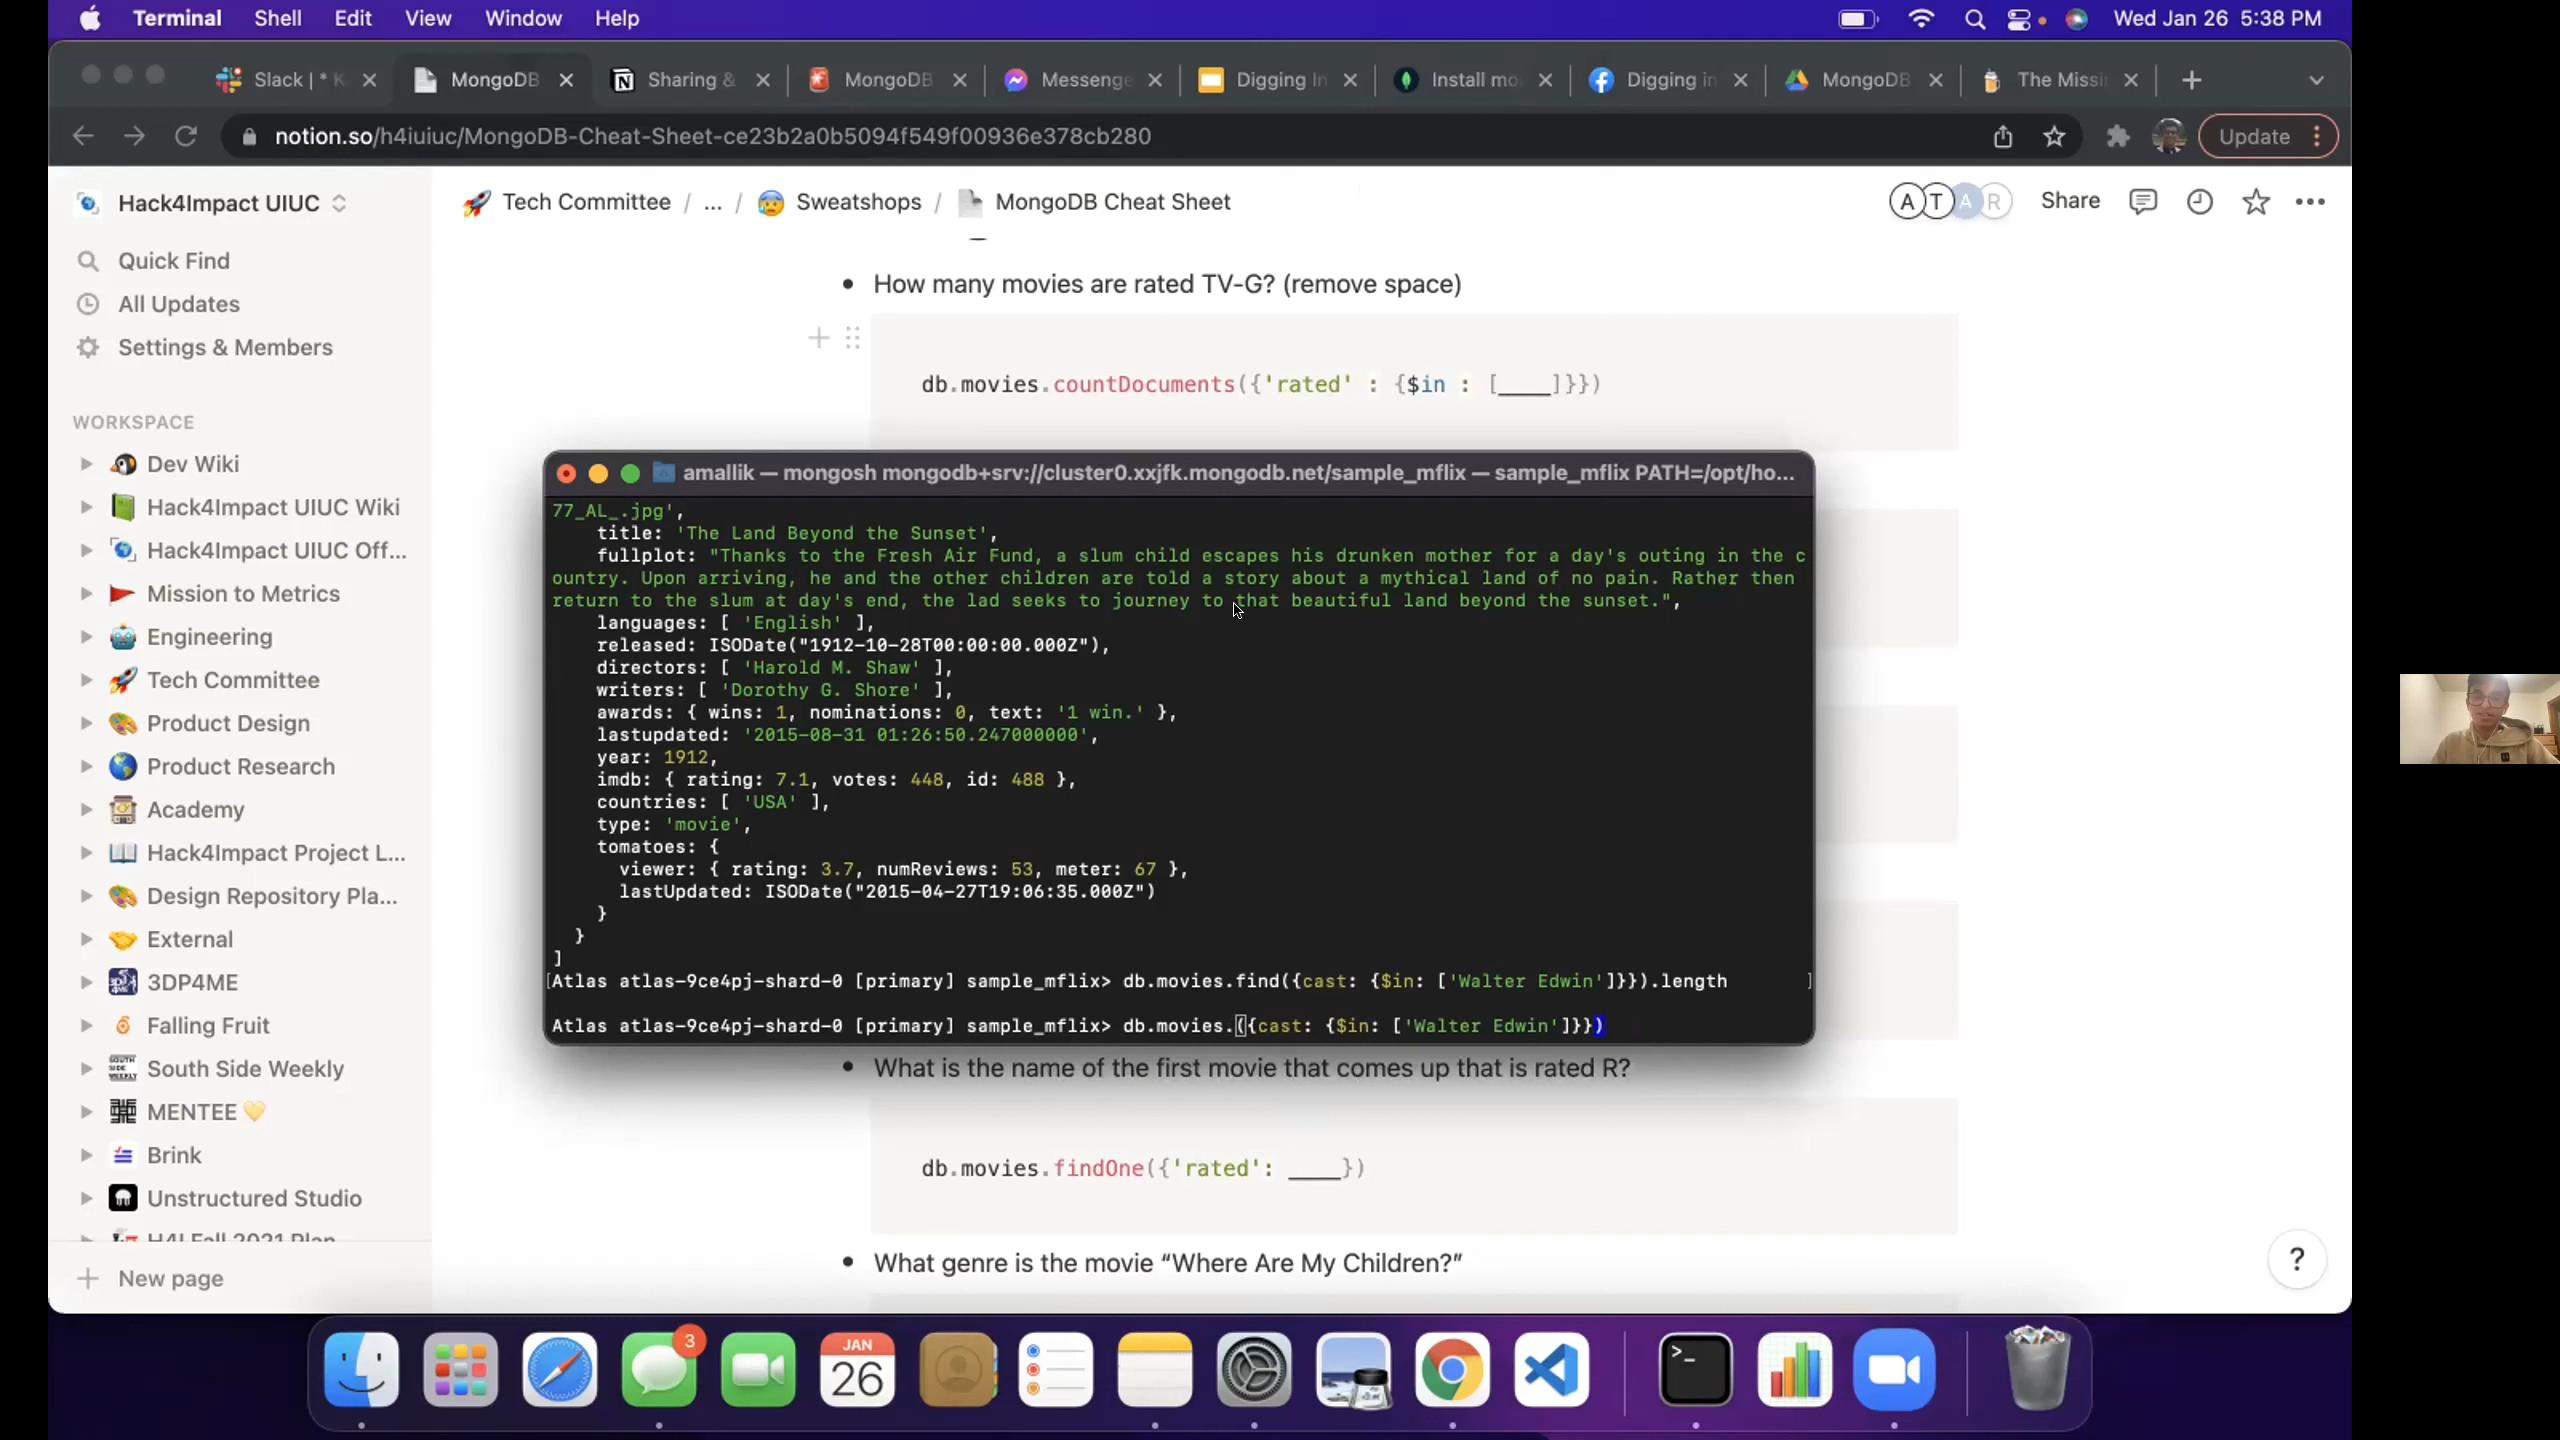 Terminal Shell Edit View Window Help Wed Jan 26 5:38 PM
Slack | * K MongoDB Sharing & MongoDB Messenge Digging In Install mo Digging in MongoDB The Missi
notion.so/h4iuiuc/MongoDB-Cheat-Sheet-ce23b2a0b5094f549f00936e378cb280 Update
Hack4Impact UIUC
Tech Committee / ... / Sweatshops / MongoDB Cheat Sheet
A T A R Share
Quick Find
All Updates
Settings & Members
WORKSPACE
Dev Wiki
Hack4Impact UIUC Wiki
Hack4Impact UIUC Off...
Mission to Metrics
Engineering
Tech Committee
Product Design
Product Research
Academy
Hack4Impact Project L...
Design Repository Pla...
External
3DP4ME
Falling Fruit
South Side Weekly
MENTEE
Brink
Unstructured Studio
H4I Fall 2021 Plan
New page
• How many movies are rated TV-G? (remove space)
db.movies.countDocuments({'rated' : {$in : [____]}})
amallik — mongosh mongodb+srv://cluster0.xxjfk.mongodb.net/sample_mflix — sample_mflix PATH=/opt/ho...
77_AL_.jpg',
title: 'The Land Beyond the Sunset',
fullplot: "Thanks to the Fresh Air Fund, a slum child escapes his drunken mother for a day's outing in the c
ountry. Upon arriving, he and the other children are told a story about a mythical land of no pain. Rather then
return to the slum at day's end, the lad seeks to journey to that beautiful land beyond the sunset.",
languages: [ 'English' ],
released: ISODate("1912-10-28T00:00:00.000Z"),
directors: [ 'Harold M. Shaw' ],
writers: [ 'Dorothy G. Shore' ],
awards: { wins: 1, nominations: 0, text: '1 win.' },
lastupdated: '2015-08-31 01:26:50.247000000',
year: 1912,
imdb: { rating: 7.1, votes: 448, id: 488 },
countries: [ 'USA' ],
type: 'movie',
tomatoes: {
viewer: { rating: 3.7, numReviews: 53, meter: 67 },
lastUpdated: ISODate("2015-04-27T19:06:35.000Z")
}
}
]
[Atlas atlas-9ce4pj-shard-0 [primary] sample_mflix> db.movies.find({cast: {$in: ['Walter Edwin']}}).length ]
Atlas atlas-9ce4pj-shard-0 [primary] sample_mflix> db.movies.({cast: {$in: ['Walter Edwin']}})
• What is the name of the first movie that comes up that is rated R?
db.movies.findOne({'rated': ____})
• What genre is the movie “Where Are My Children?”
?
3
JAN
26